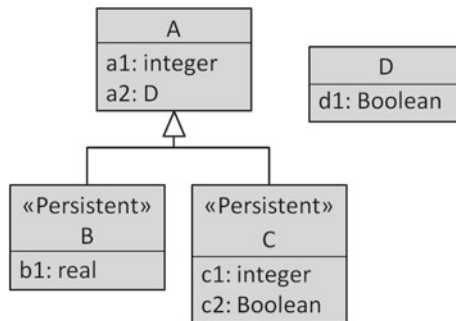 A
a1: integer
a2: D
D
d1: Boolean
«Persistent»
B
b1: real
«Persistent»
C
c1: integer
c2: Boolean